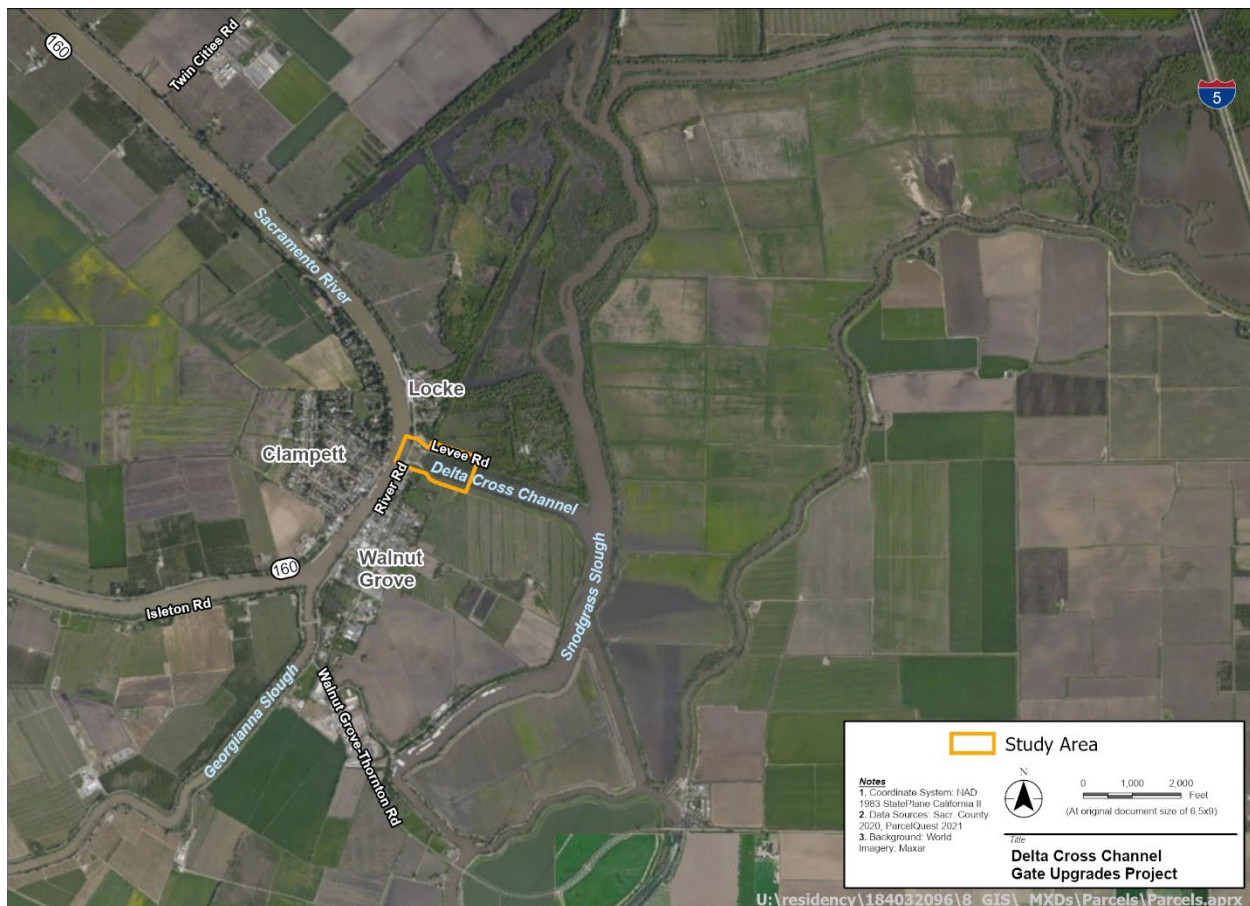 160
Twin Cities Rd
5
Sacramento River
Locke
Clampett
Levee Rd
Delta Cross Channel
River Rd
Walnut
Grove
160
Isleton Rd
Snodgrass Slough
Georgianna Slough
Walnut Grove-Thornton Rd
Study Area
Notes
1. Coordinate System: NAD
1983 StatePlane California II
2. Data Sources: Sacr. County
2020, ParcelQuest 2021
3. Background: World
Imagery: Maxar
N
0 1,000 2,000
Feet
(At original document size of 6.5x9)
Title
Delta Cross Channel
Gate Upgrades Project
U:\residency\184032096\8_GIS\_MXDs\Parcels\Parcels.aprx